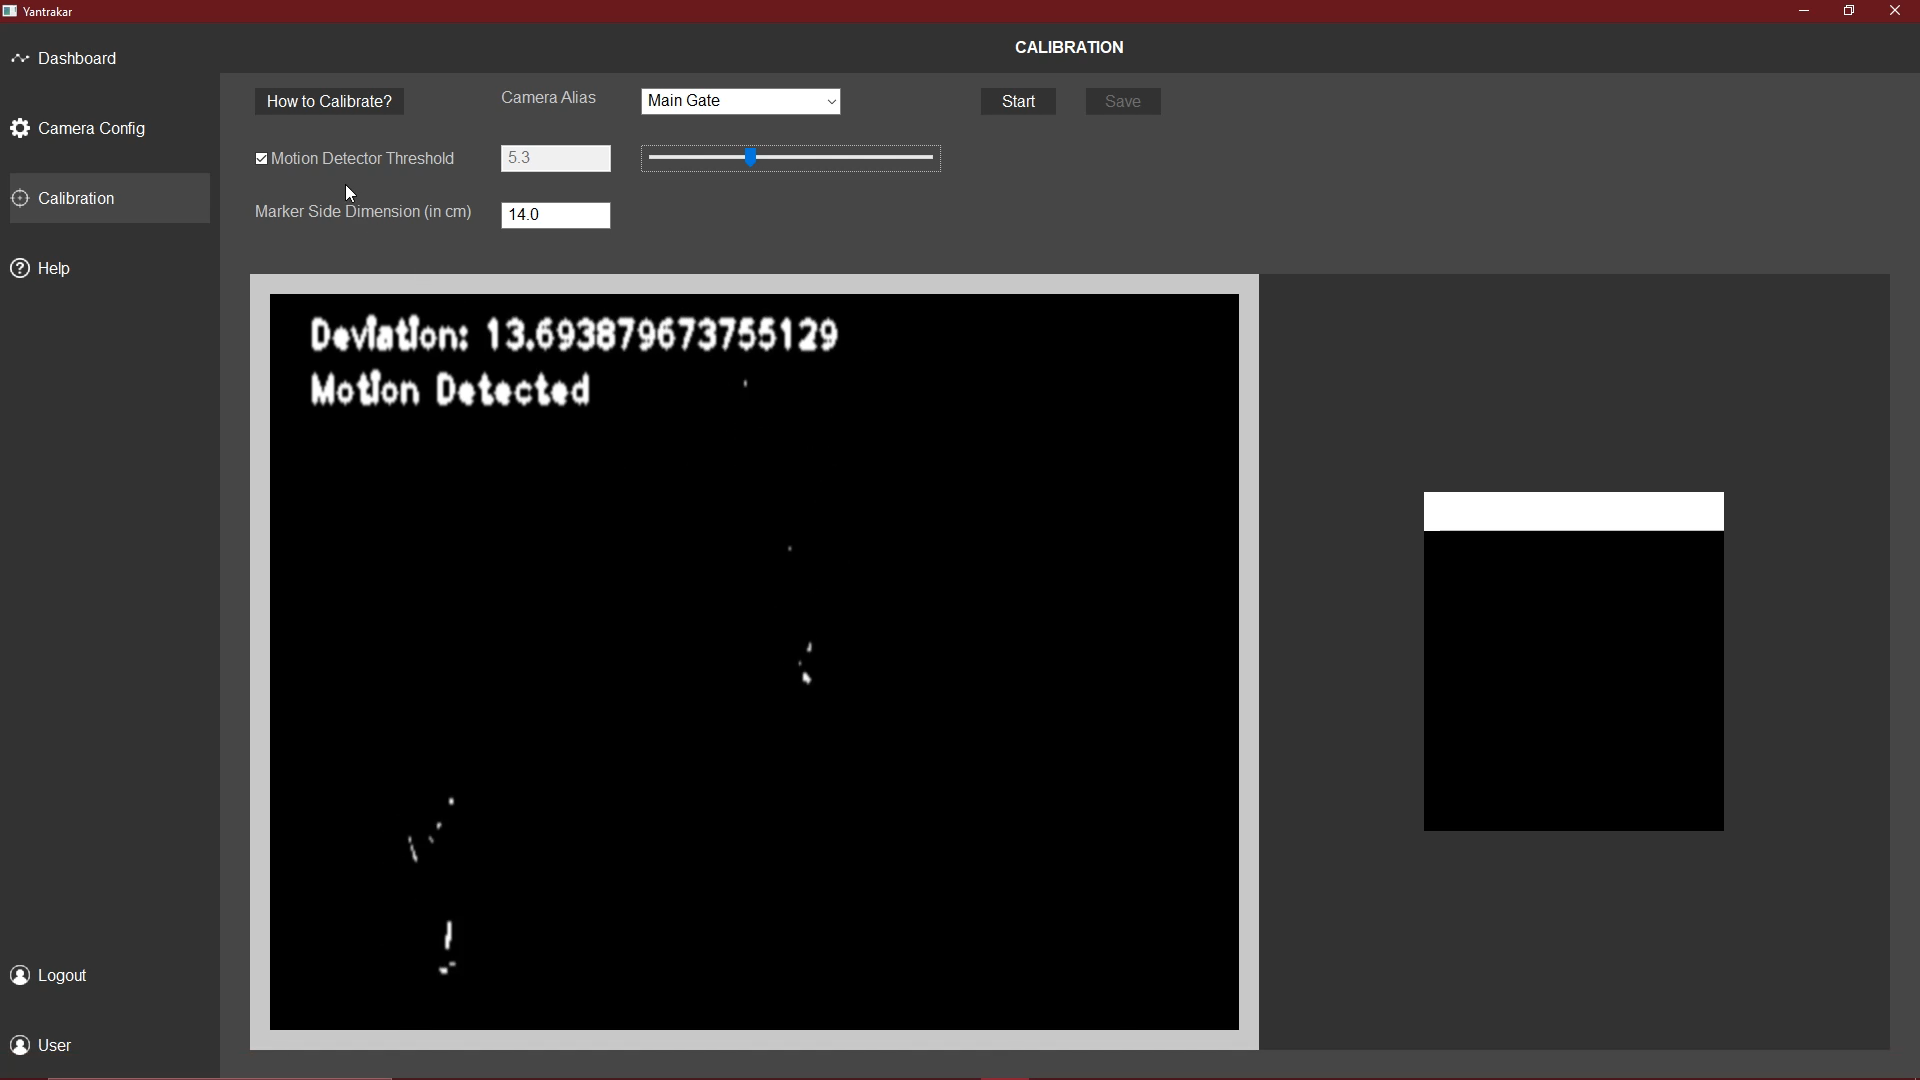 Yantrakar
Dashboard
Camera Config
Calibration
Help
Logout
User
CALIBRATION
How to Calibrate?
Camera Alias
Main Gate
Start
Save
Motion Detector Threshold
5.3
Marker Side Dimension (in cm)
14.0
Deviation: 13.693879673755129
Motion Detected